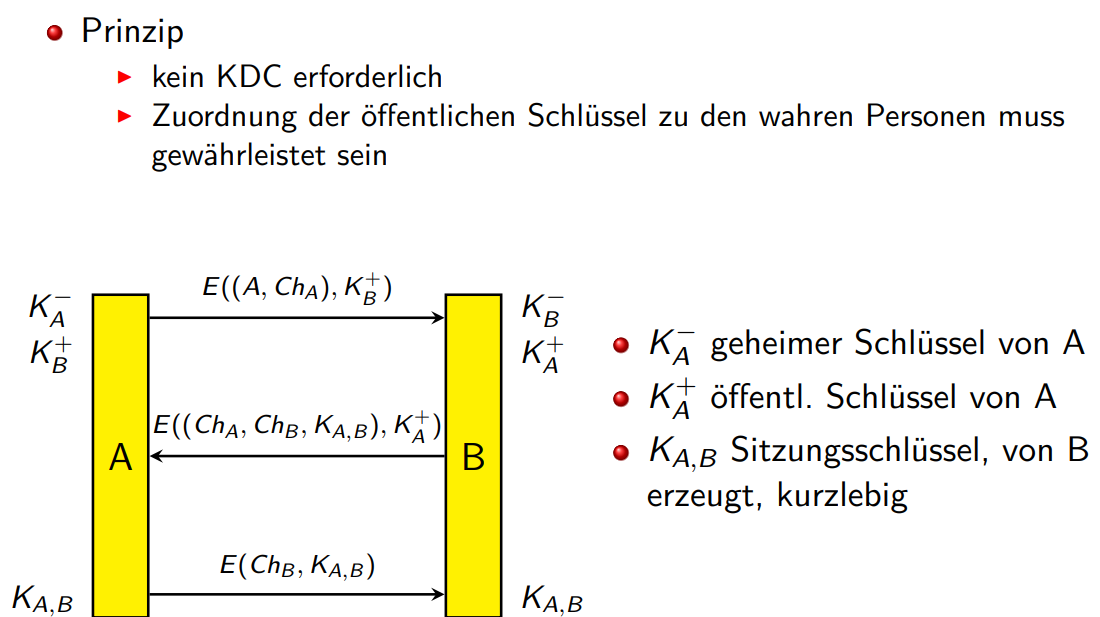 Prinzip
kein KDC erforderlich
Zuordnung der öffentlichen Schlüssel zu den wahren Personen muss
gewährleistet sein
E((A, Ch_A), K_B^+)
K_A^-
K_B^+
K_B^-
K_A^+
E((Ch_A, Ch_B, K_{A,B}), K_A^+)
A
B
E(Ch_B, K_{A,B})
K_{A,B}
K_{A,B}
K_A^- geheimer Schlüssel von A
K_A^+ öffentl. Schlüssel von A
K_{A,B} Sitzungsschlüssel, von B
erzeugt, kurzlebig